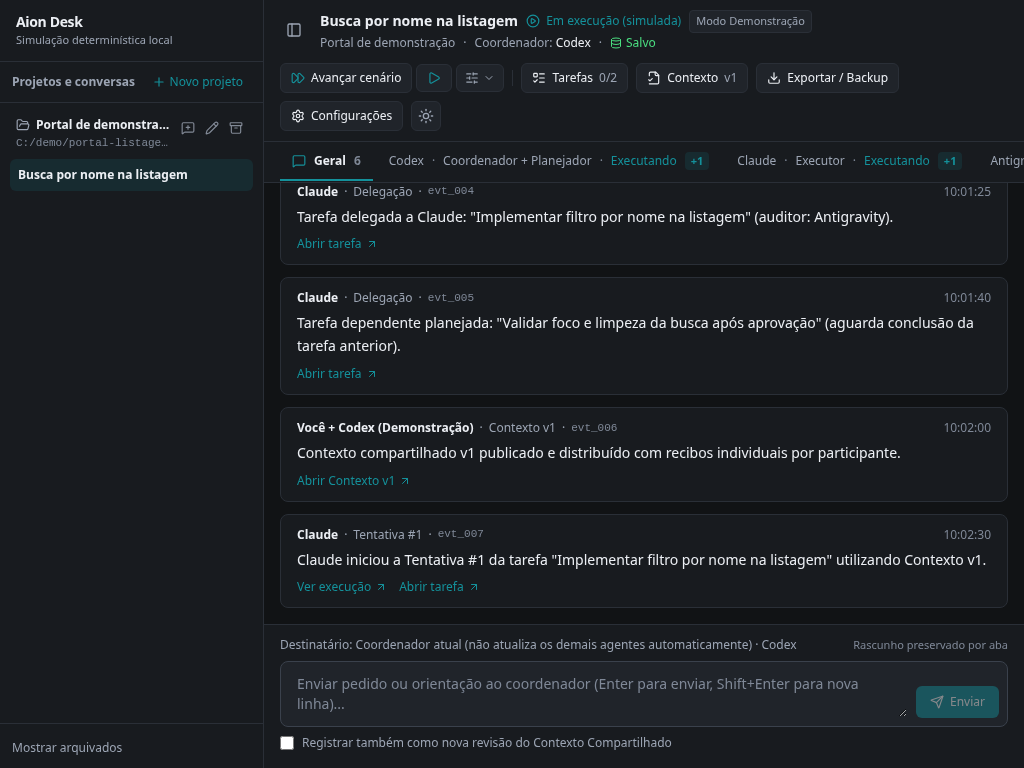 Aion Desk
Simulação determinística local
Projetos e conversas
Novo projeto
Portal de demonstra...
C:/demo/portal-listage…
Busca por nome na listagem
Mostrar arquivados
Busca por nome na listagem
Em execução (simulada)
Modo Demonstração
Portal de demonstração · Coordenador: Codex · Salvo
Avançar cenário
Tarefas 0/2
Contexto v1
Exportar / Backup
Configurações
Geral 6
Codex · Coordenador + Planejador · Executando +1
Claude · Executor · Executando +1
Antigr
Claude · Delegação · evt_004 10:01:25
Tarefa delegada a Claude: "Implementar filtro por nome na listagem" (auditor: Antigravity).
Abrir tarefa
Claude · Delegação · evt_005 10:01:40
Tarefa dependente planejada: "Validar foco e limpeza da busca após aprovação" (aguarda conclusão da
tarefa anterior).
Abrir tarefa
Você + Codex (Demonstração) · Contexto v1 · evt_006 10:02:00
Contexto compartilhado v1 publicado e distribuído com recibos individuais por participante.
Abrir Contexto v1
Claude · Tentativa #1 · evt_007 10:02:30
Claude iniciou a Tentativa #1 da tarefa "Implementar filtro por nome na listagem" utilizando Contexto v1.
Ver execução Abrir tarefa
Destinatário: Coordenador atual (não atualiza os demais agentes automaticamente) · Codex
Rascunho preservado por aba
Enviar pedido ou orientação ao coordenador (Enter para enviar, Shift+Enter para nova
linha)...
Enviar
Registrar também como nova revisão do Contexto Compartilhado